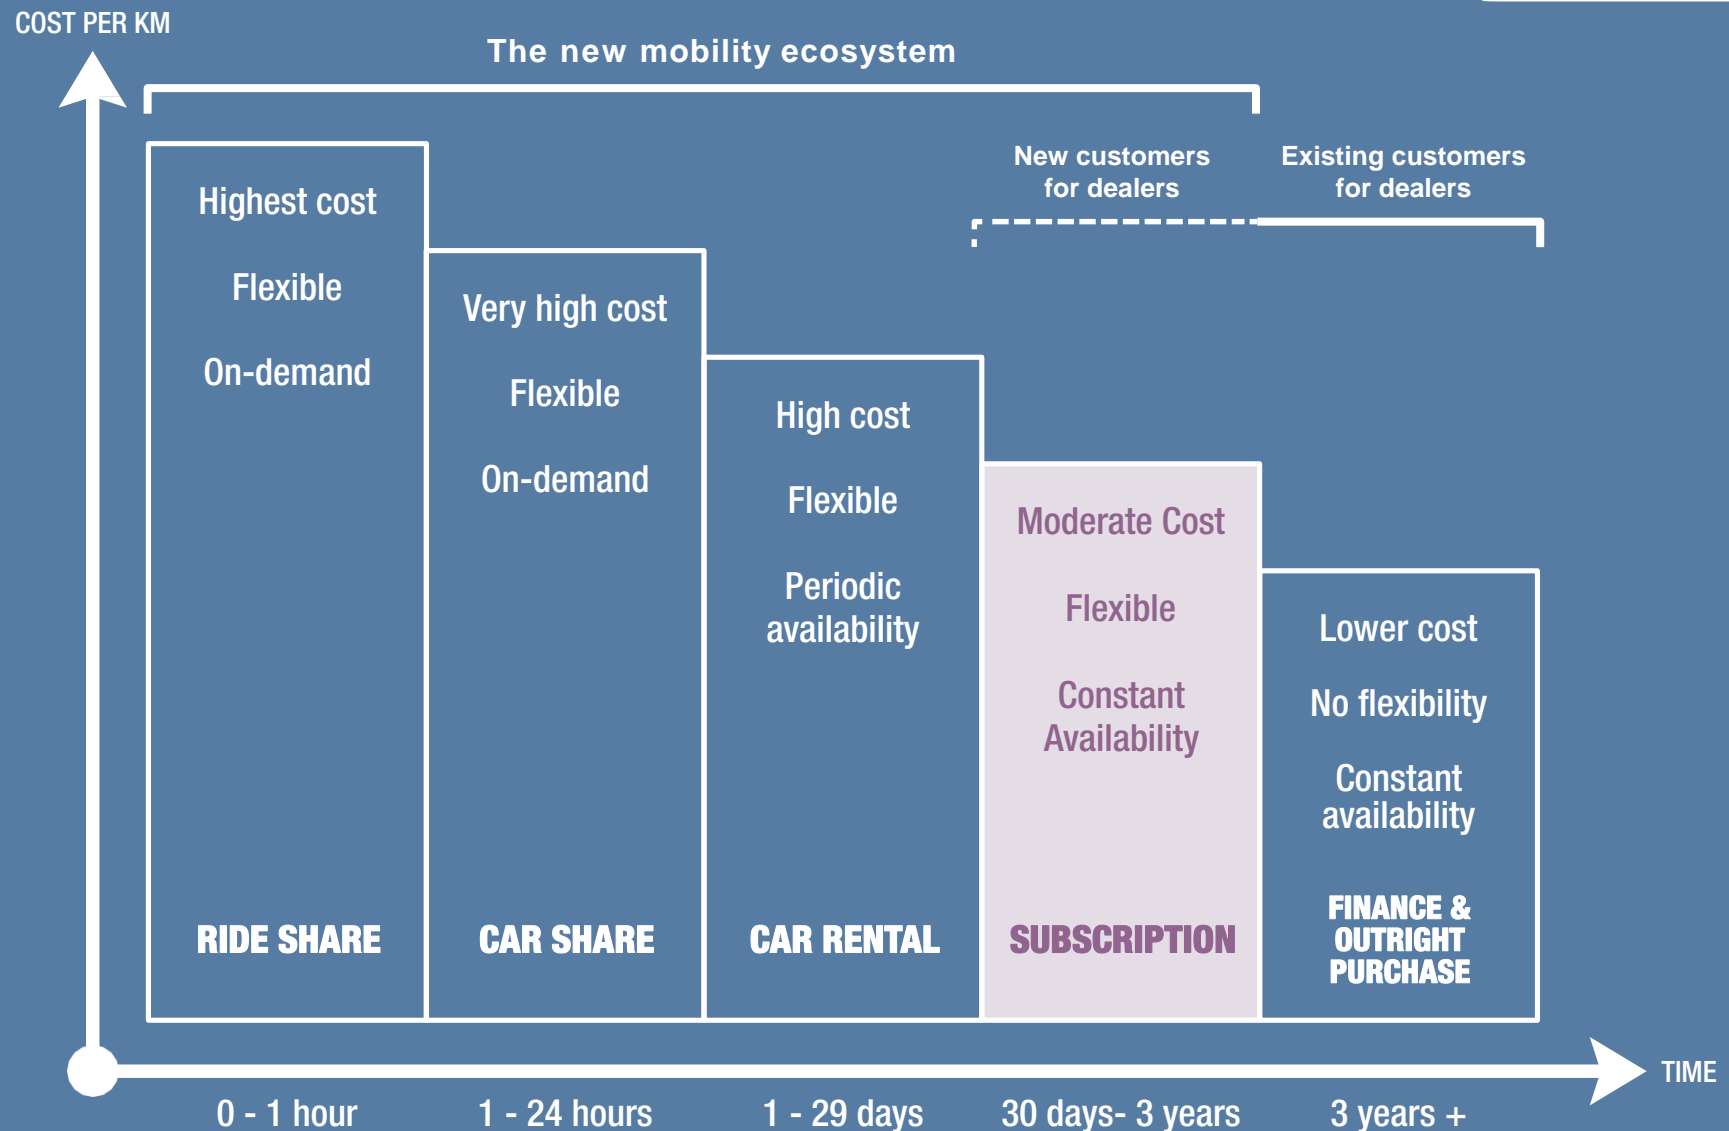 COST PER KM
The new mobility ecosystem
New customers
for dealers
Existing customers
for dealers
Highest cost
Flexible
On-demand
RIDE SHARE
Very high cost
Flexible
On-demand
CAR SHARE
High cost
Flexible
Periodic
availability
CAR RENTAL
Moderate Cost
Flexible
Constant
Availability
SUBSCRIPTION
Lower cost
No flexibility
Constant
availability
FINANCE &
OUTRIGHT
PURCHASE
TIME
0 - 1 hour
1 - 24 hours
1 - 29 days
30 days- 3 years
3 years +